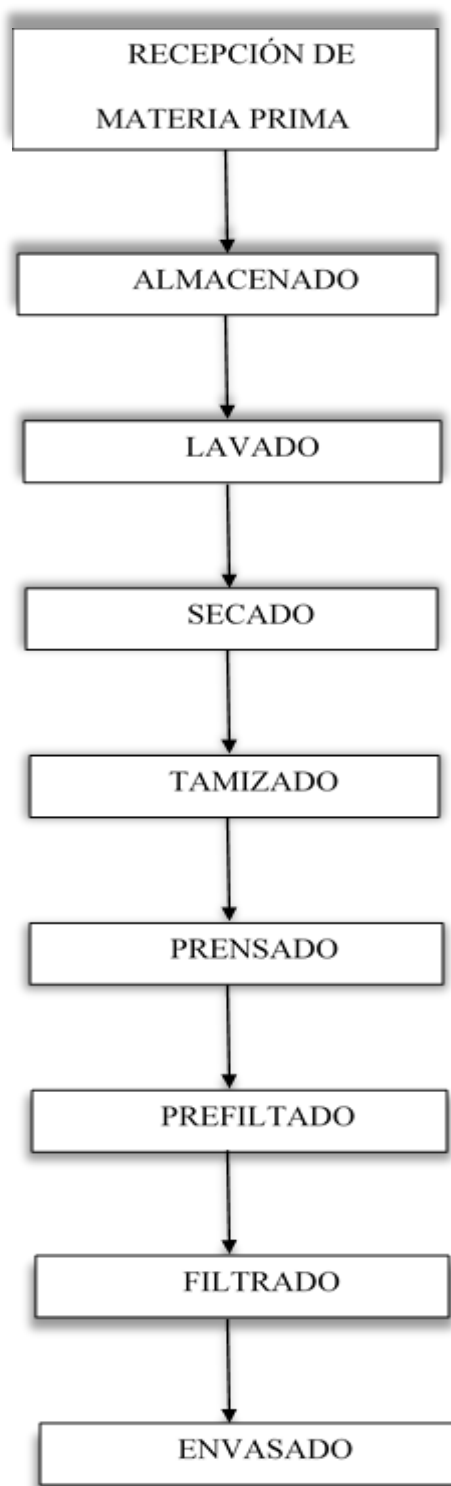 RECEPCIÓN DE
MATERIA PRIMA
ALMACENADO
LAVADO
SECADO
TAMIZADO
PRENSADO
PREFILTADO
FILTRADO
ENVASADO